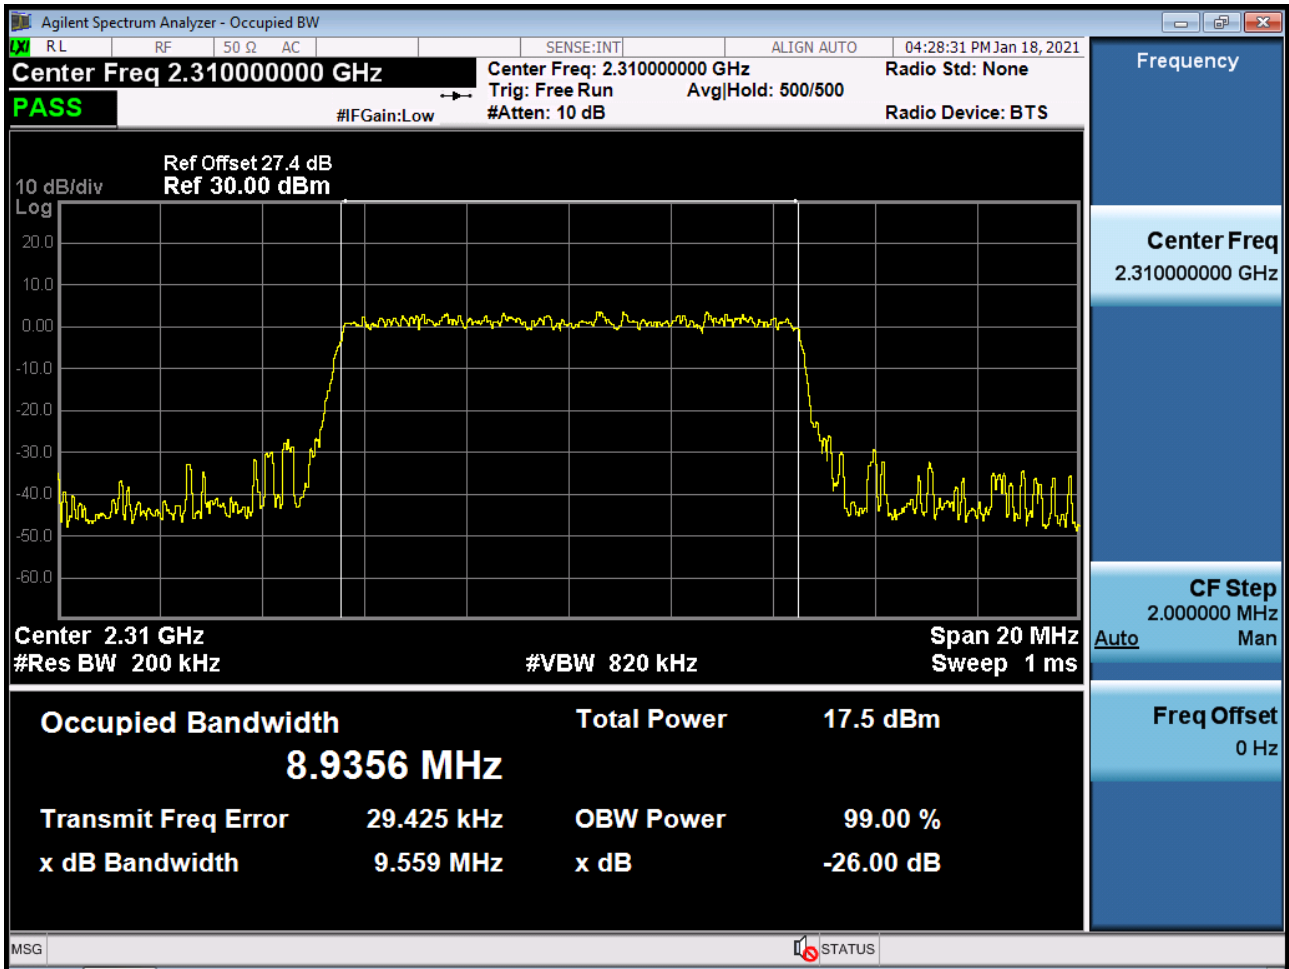 Agilent Spectrum Analyzer - Occupied BW
LXI RL RF 50 Ω AC SENSE:INT ALIGN AUTO 04:28:31 PM Jan 18, 2021
Center Freq 2.310000000 GHz
Center Freq: 2.310000000 GHz Radio Std: None
Trig: Free Run Avg|Hold: 500/500
PASS
#IFGain:Low #Atten: 10 dB Radio Device: BTS
Frequency
Ref Offset 27.4 dB
10 dB/div Ref 30.00 dBm
Log
20.0
10.0
0.00
-10.0
-20.0
-30.0
-40.0
-50.0
-60.0
Center 2.31 GHz Span 20 MHz
#Res BW 200 kHz #VBW 820 kHz Sweep 1 ms
Center Freq
2.310000000 GHz
CF Step
2.000000 MHz
Auto Man
Freq Offset
0 Hz
Occupied Bandwidth Total Power 17.5 dBm
8.9356 MHz
Transmit Freq Error 29.425 kHz OBW Power 99.00 %
x dB Bandwidth 9.559 MHz x dB -26.00 dB
MSG STATUS